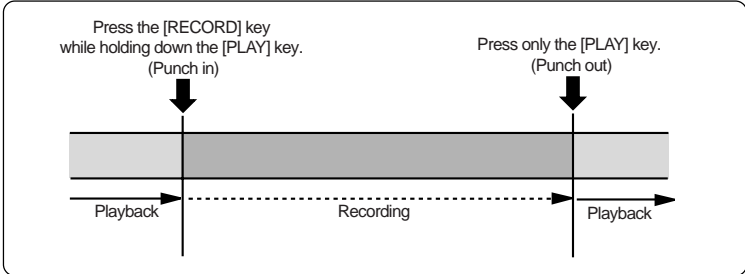 Press the [RECORD] key
while holding down the [PLAY] key.
(Punch in)
Press only the [PLAY] key.
(Punch out)
Playback
Recording
Playback